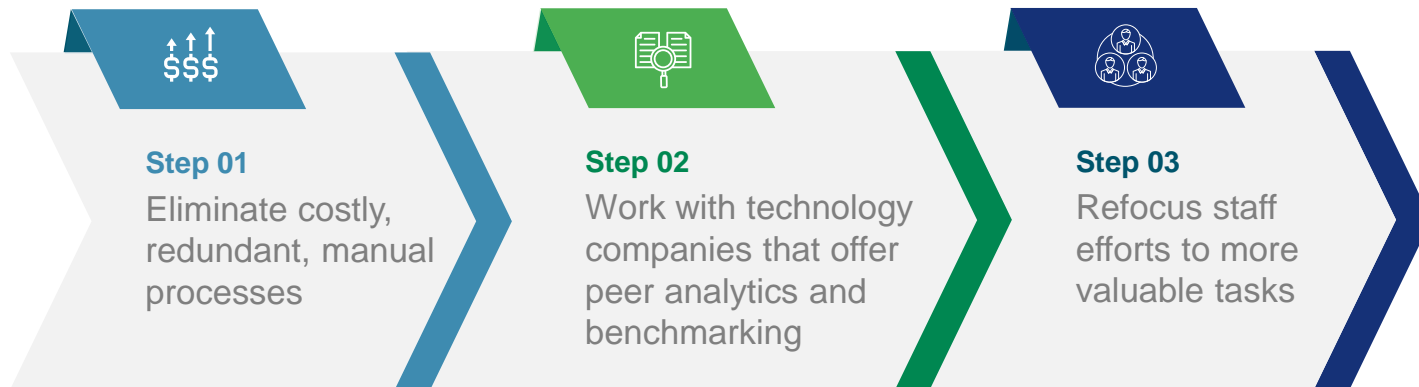 $$$
Step 01
Eliminate costly,
redundant, manual
processes
Step 02
Work with technology
companies that offer
peer analytics and
benchmarking
Step 03
Refocus staff
efforts to more
valuable tasks